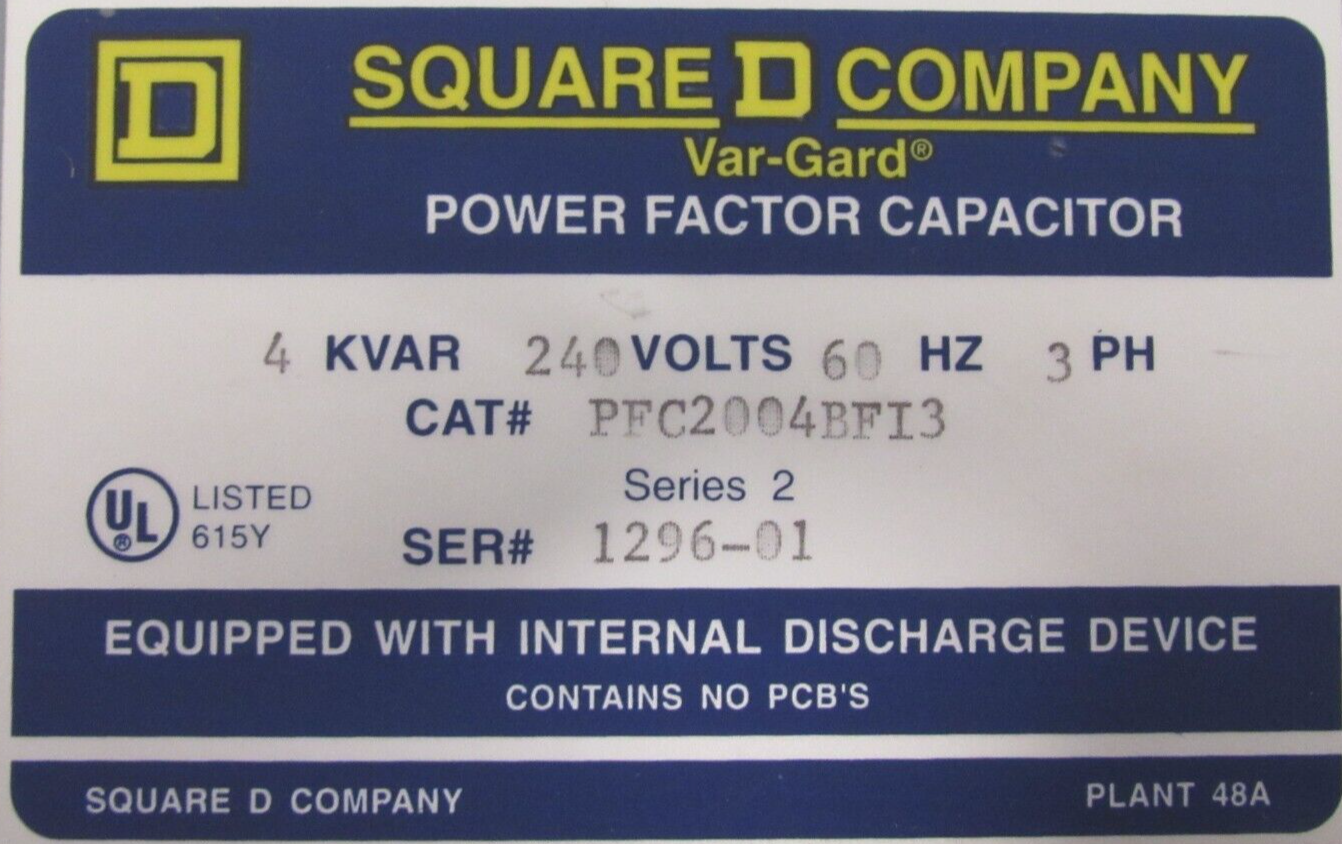 D
SQUARE D COMPANY
Var-Gard®
POWER FACTOR CAPACITOR
4 KVAR 240 VOLTS 60 HZ 3 PH
CAT# PFC2004BFI3
UL® LISTED
615Y
Series 2
SER# 1296-01
EQUIPPED WITH INTERNAL DISCHARGE DEVICE
CONTAINS NO PCB'S
SQUARE D COMPANY PLANT 48A